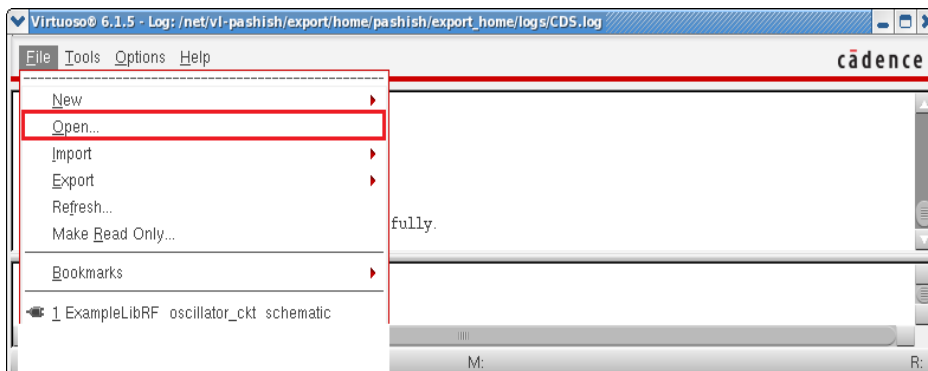 Virtuoso® 6.1.5 - Log: /net/vl-pashish/export/home/pashish/export_home/logs/CDS.log
File Tools Options Help cādence
New
Open...
Import
Export
Refresh...
fully.
Make Read Only...
Bookmarks
1 ExampleLibRF oscillator_ckt schematic
M: R: